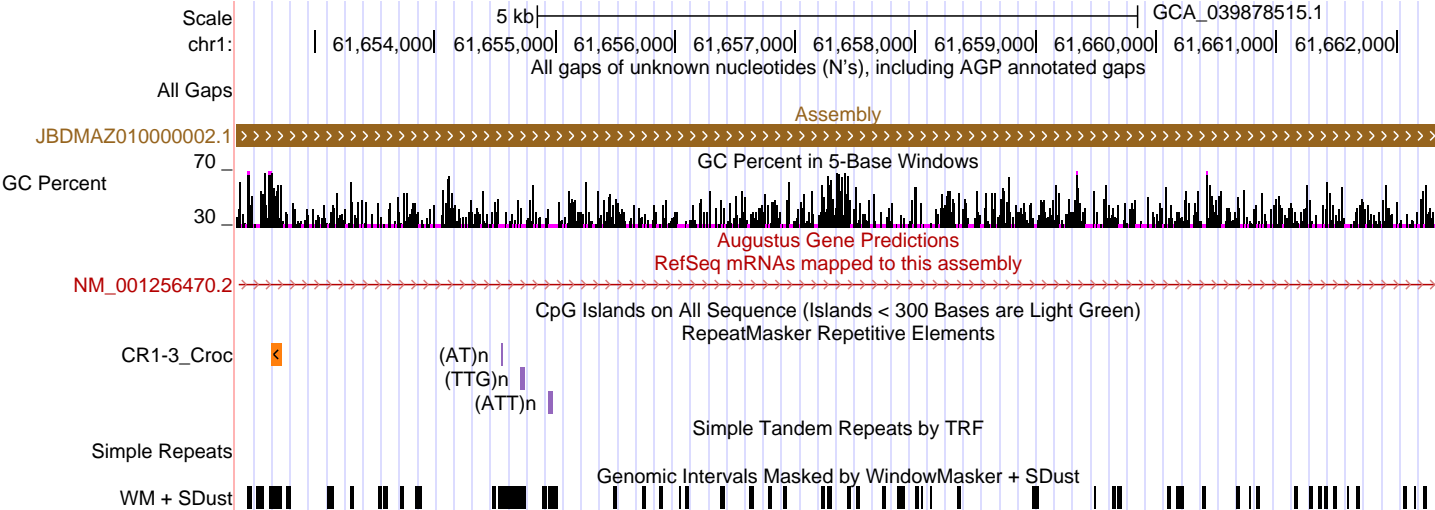 Scale 5 kb GCA_039878515.1
chr1: 61,654,000 61,655,000 61,656,000 61,657,000 61,658,000 61,659,000 61,660,000 61,661,000 61,662,000
All gaps of unknown nucleotides (N's), including AGP annotated gaps
All Gaps
Assembly
JBDMAZ010000002.1
GC Percent in 5-Base Windows
70
GC Percent
30
Augustus Gene Predictions
RefSeq mRNAs mapped to this assembly
NM_001256470.2
CpG Islands on All Sequence (Islands < 300 Bases are Light Green)
RepeatMasker Repetitive Elements
CR1-3_Croc (AT)n
(TTG)n
(ATT)n
Simple Tandem Repeats by TRF
Simple Repeats
Genomic Intervals Masked by WindowMasker + SDust
WM + SDust